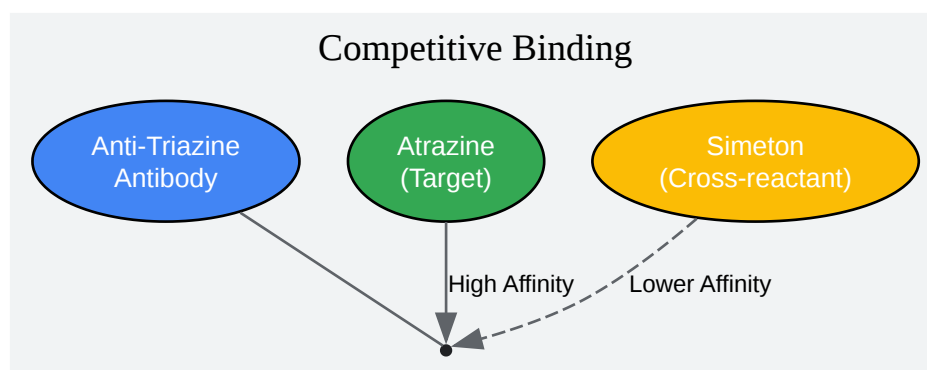 Competitive Binding
Anti-Triazine
Antibody
Atrazine
(Target)
Simeton
(Cross-reactant)
High Affinity
Lower Affinity